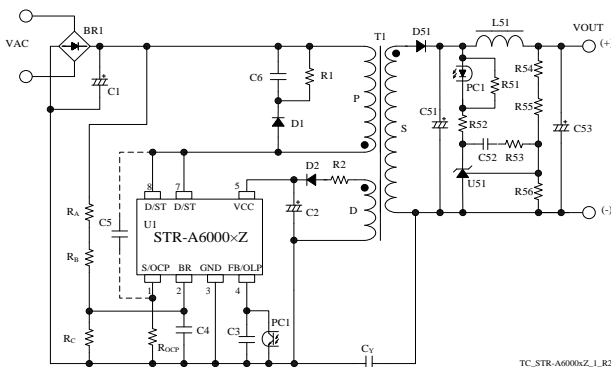 VAC
BR1
C1
C6
R1
D1
P
T1
S
D51
L51
VOUT
(+)
PC1
R51
R54
R55
C51
R52
C52
R53
C53
U51
R56
(-)
D2
R2
C2
D
8
7
5
D/ST
D/ST
VCC
U1
STR-A6000×Z
S/OCP
BR
GND
FB/OLP
1
2
3
4
C5
RA
RB
RC
ROCP
C4
C3
PC1
CY
TC_STR-A6000xZ_1_R2